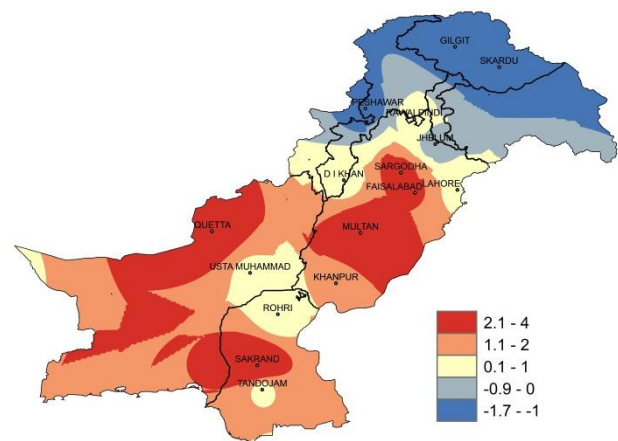 GILGIT
SKARDU
PESHAWAR
RAWALPINDI
JHELUM
SARGODHA
D I KHAN
FAISALABAD
LAHORE
QUETTA
MULTAN
USTA MUHAMMAD
KHANPUR
ROHRI
SAKRAND
TANDOJAM
2.1 - 4
1.1 - 2
0.1 - 1
-0.9 - 0
-1.7 - -1